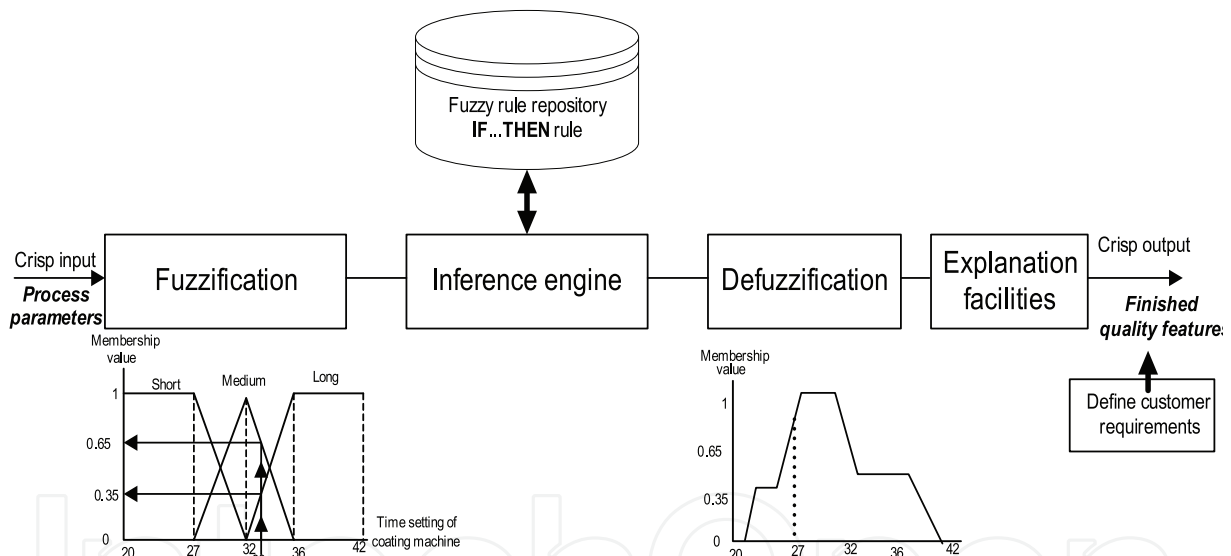 Fuzzy rule repository
IF...THEN rule
Crisp input
Process
parameters
Fuzzification
Inference engine
Defuzzification
Explanation
facilities
Crisp output
Finished
quality features
Define customer
requirements
Membership
value
Short
Medium
Long
1
0.65
0.35
0
20
27
32
36
42
Time setting of
coating machine
Membership
value
1
0.65
0.35
0
20
27
32
36
42